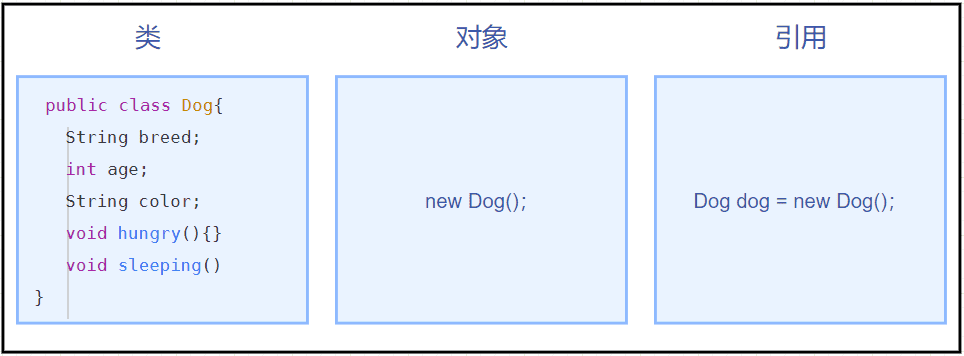 类
对象
引用
public class Dog{
String breed;
int age;
String color;
void hungry(){}
void sleeping()
}
new Dog();
Dog dog = new Dog();